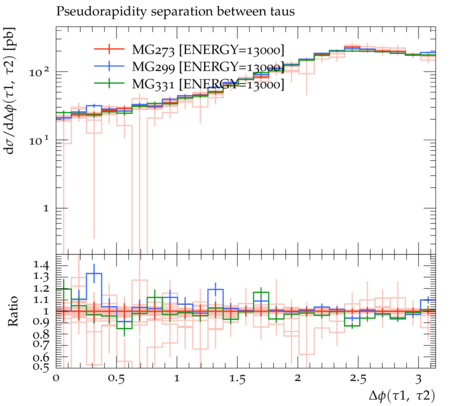 Pseudorapidity separation between taus
dσ/dΔϕ(τ1, τ2) [pb]
MG273 [ENERGY=13000]
MG299 [ENERGY=13000]
MG331 [ENERGY=13000]
10²
10¹
1
Ratio
1.4
1.3
1.2
1.1
1
0.9
0.8
0.7
0.6
0.5
0 0.5 1 1.5 2 2.5 3
Δϕ(τ1, τ2)